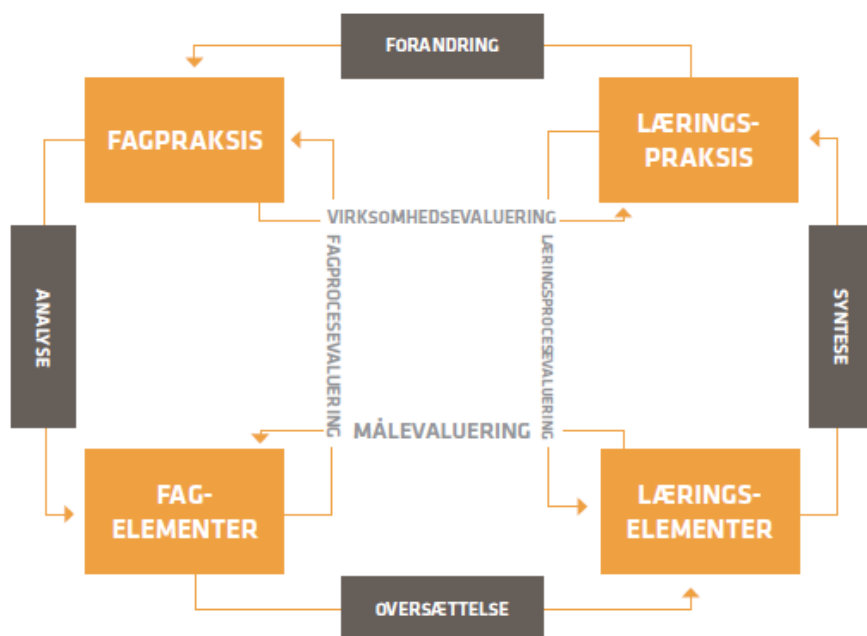 FORANDRING
FAGPRAKSIS
LÆRINGS-
PRAKSIS
VIRKSOMHEDSEVALUERING
ANALYSE
FAGPROCESEVALUERING
LÆRINGSPROCESEVALUERING
SYNTESE
MÅLEVALUERING
FAG-
ELEMENTER
LÆRINGS-
ELEMENTER
OVERSÆTTELSE